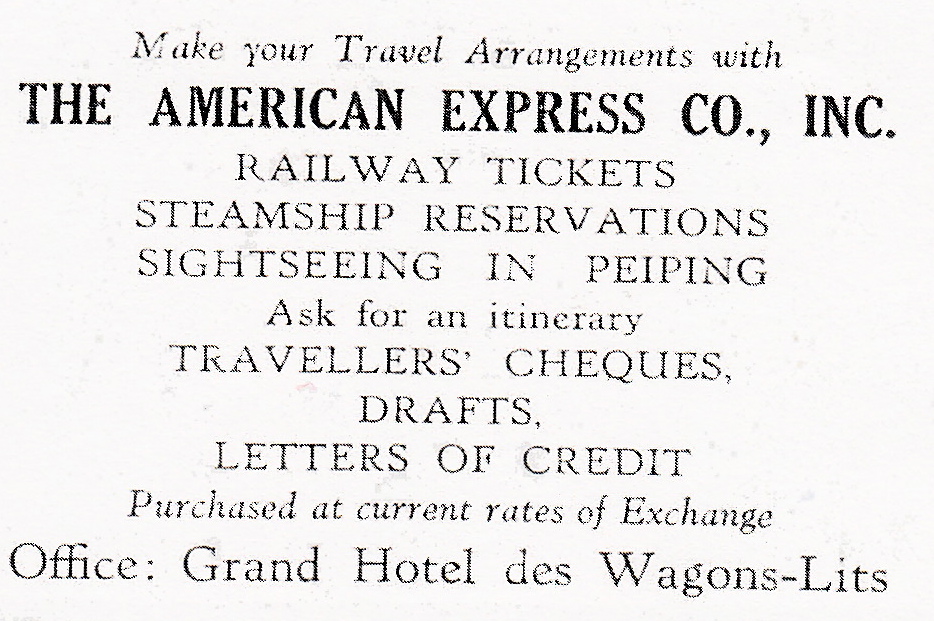 Make your Travel Arrangements with
THE AMERICAN EXPRESS CO., INC.
RAILWAY TICKETS
STEAMSHIP RESERVATIONS
SIGHTSEEING IN PEIPING
Ask for an itinerary
TRAVELLERS' CHEQUES,
DRAFTS,
LETTERS OF CREDIT
Purchased at current rates of Exchange
Office: Grand Hotel des Wagons-Lits